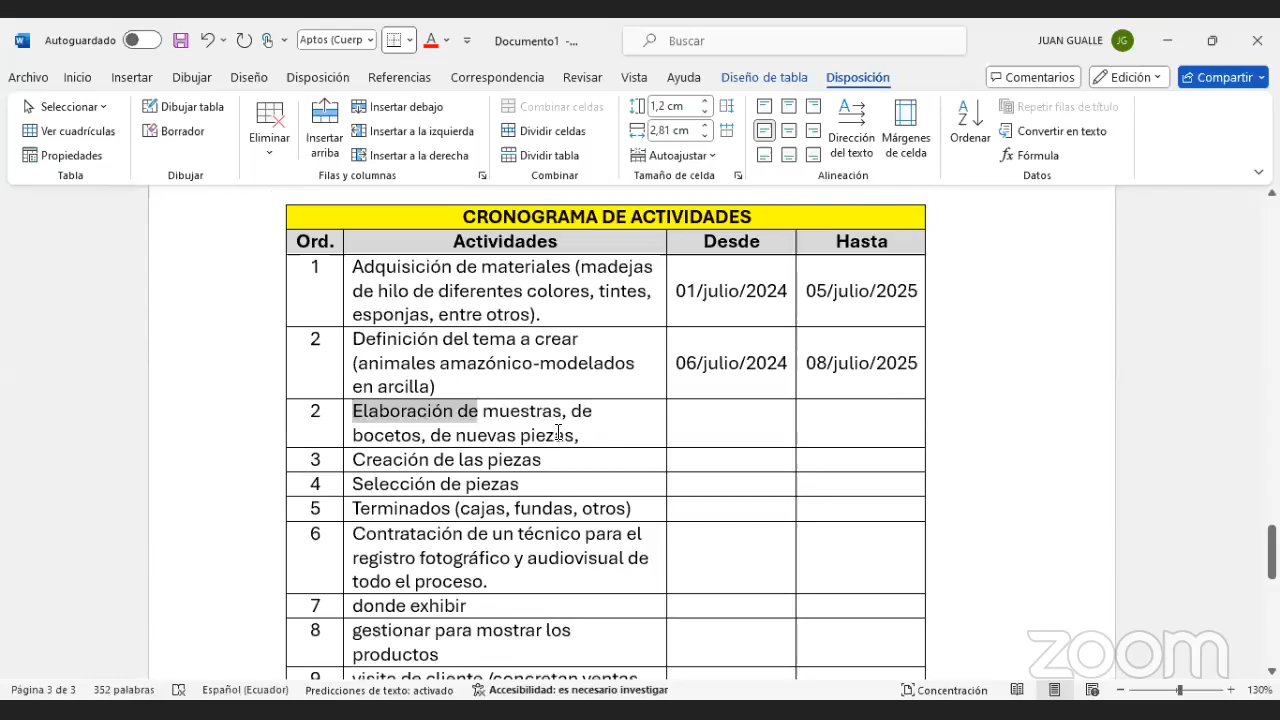 Autoguardado
Aptos (Cuerp
Documento1 -...
Buscar
JUAN GUALLE
JG
Archivo Inicio Insertar Dibujar Diseño Disposición Referencias Correspondencia Revisar Vista Ayuda Diseño de tabla Disposición
Comentarios
Edición
Compartir
Seleccionar
Ver cuadrículas
Propiedades
Tabla
Dibujar tabla
Borrador
Dibujar
Eliminar
Insertar
arriba
Insertar debajo
Insertar a la izquierda
Insertar a la derecha
Filas y columnas
Combinar celdas
Dividir celdas
Dividir tabla
Combinar
1,2 cm
2,81 cm
Autoajustar
Tamaño de celda
Dirección
del texto
Márgenes
de celda
Alineación
Ordenar
Repetir filas de título
Convertir en texto
Fórmula
Datos
CRONOGRAMA DE ACTIVIDADES
Ord. Actividades Desde Hasta
1 Adquisición de materiales (madejas
de hilo de diferentes colores, tintes, 01/julio/2024 05/julio/2025
esponjas, entre otros).
2 Definición del tema a crear
(animales amazónico-modelados 06/julio/2024 08/julio/2025
en arcilla)
2 Elaboración de muestras, de
bocetos, de nuevas piezas,
3 Creación de las piezas
4 Selección de piezas
5 Terminados (cajas, fundas, otros)
6 Contratación de un técnico para el
registro fotográfico y audiovisual de
todo el proceso.
7 donde exhibir
8 gestionar para mostrar los
productos
9 visita de cliente (concretan ventas
zoom
Página 3 de 3 352 palabras Español (Ecuador) Predicciones de texto: activado Accesibilidad: es necesario investigar Concentración 130%